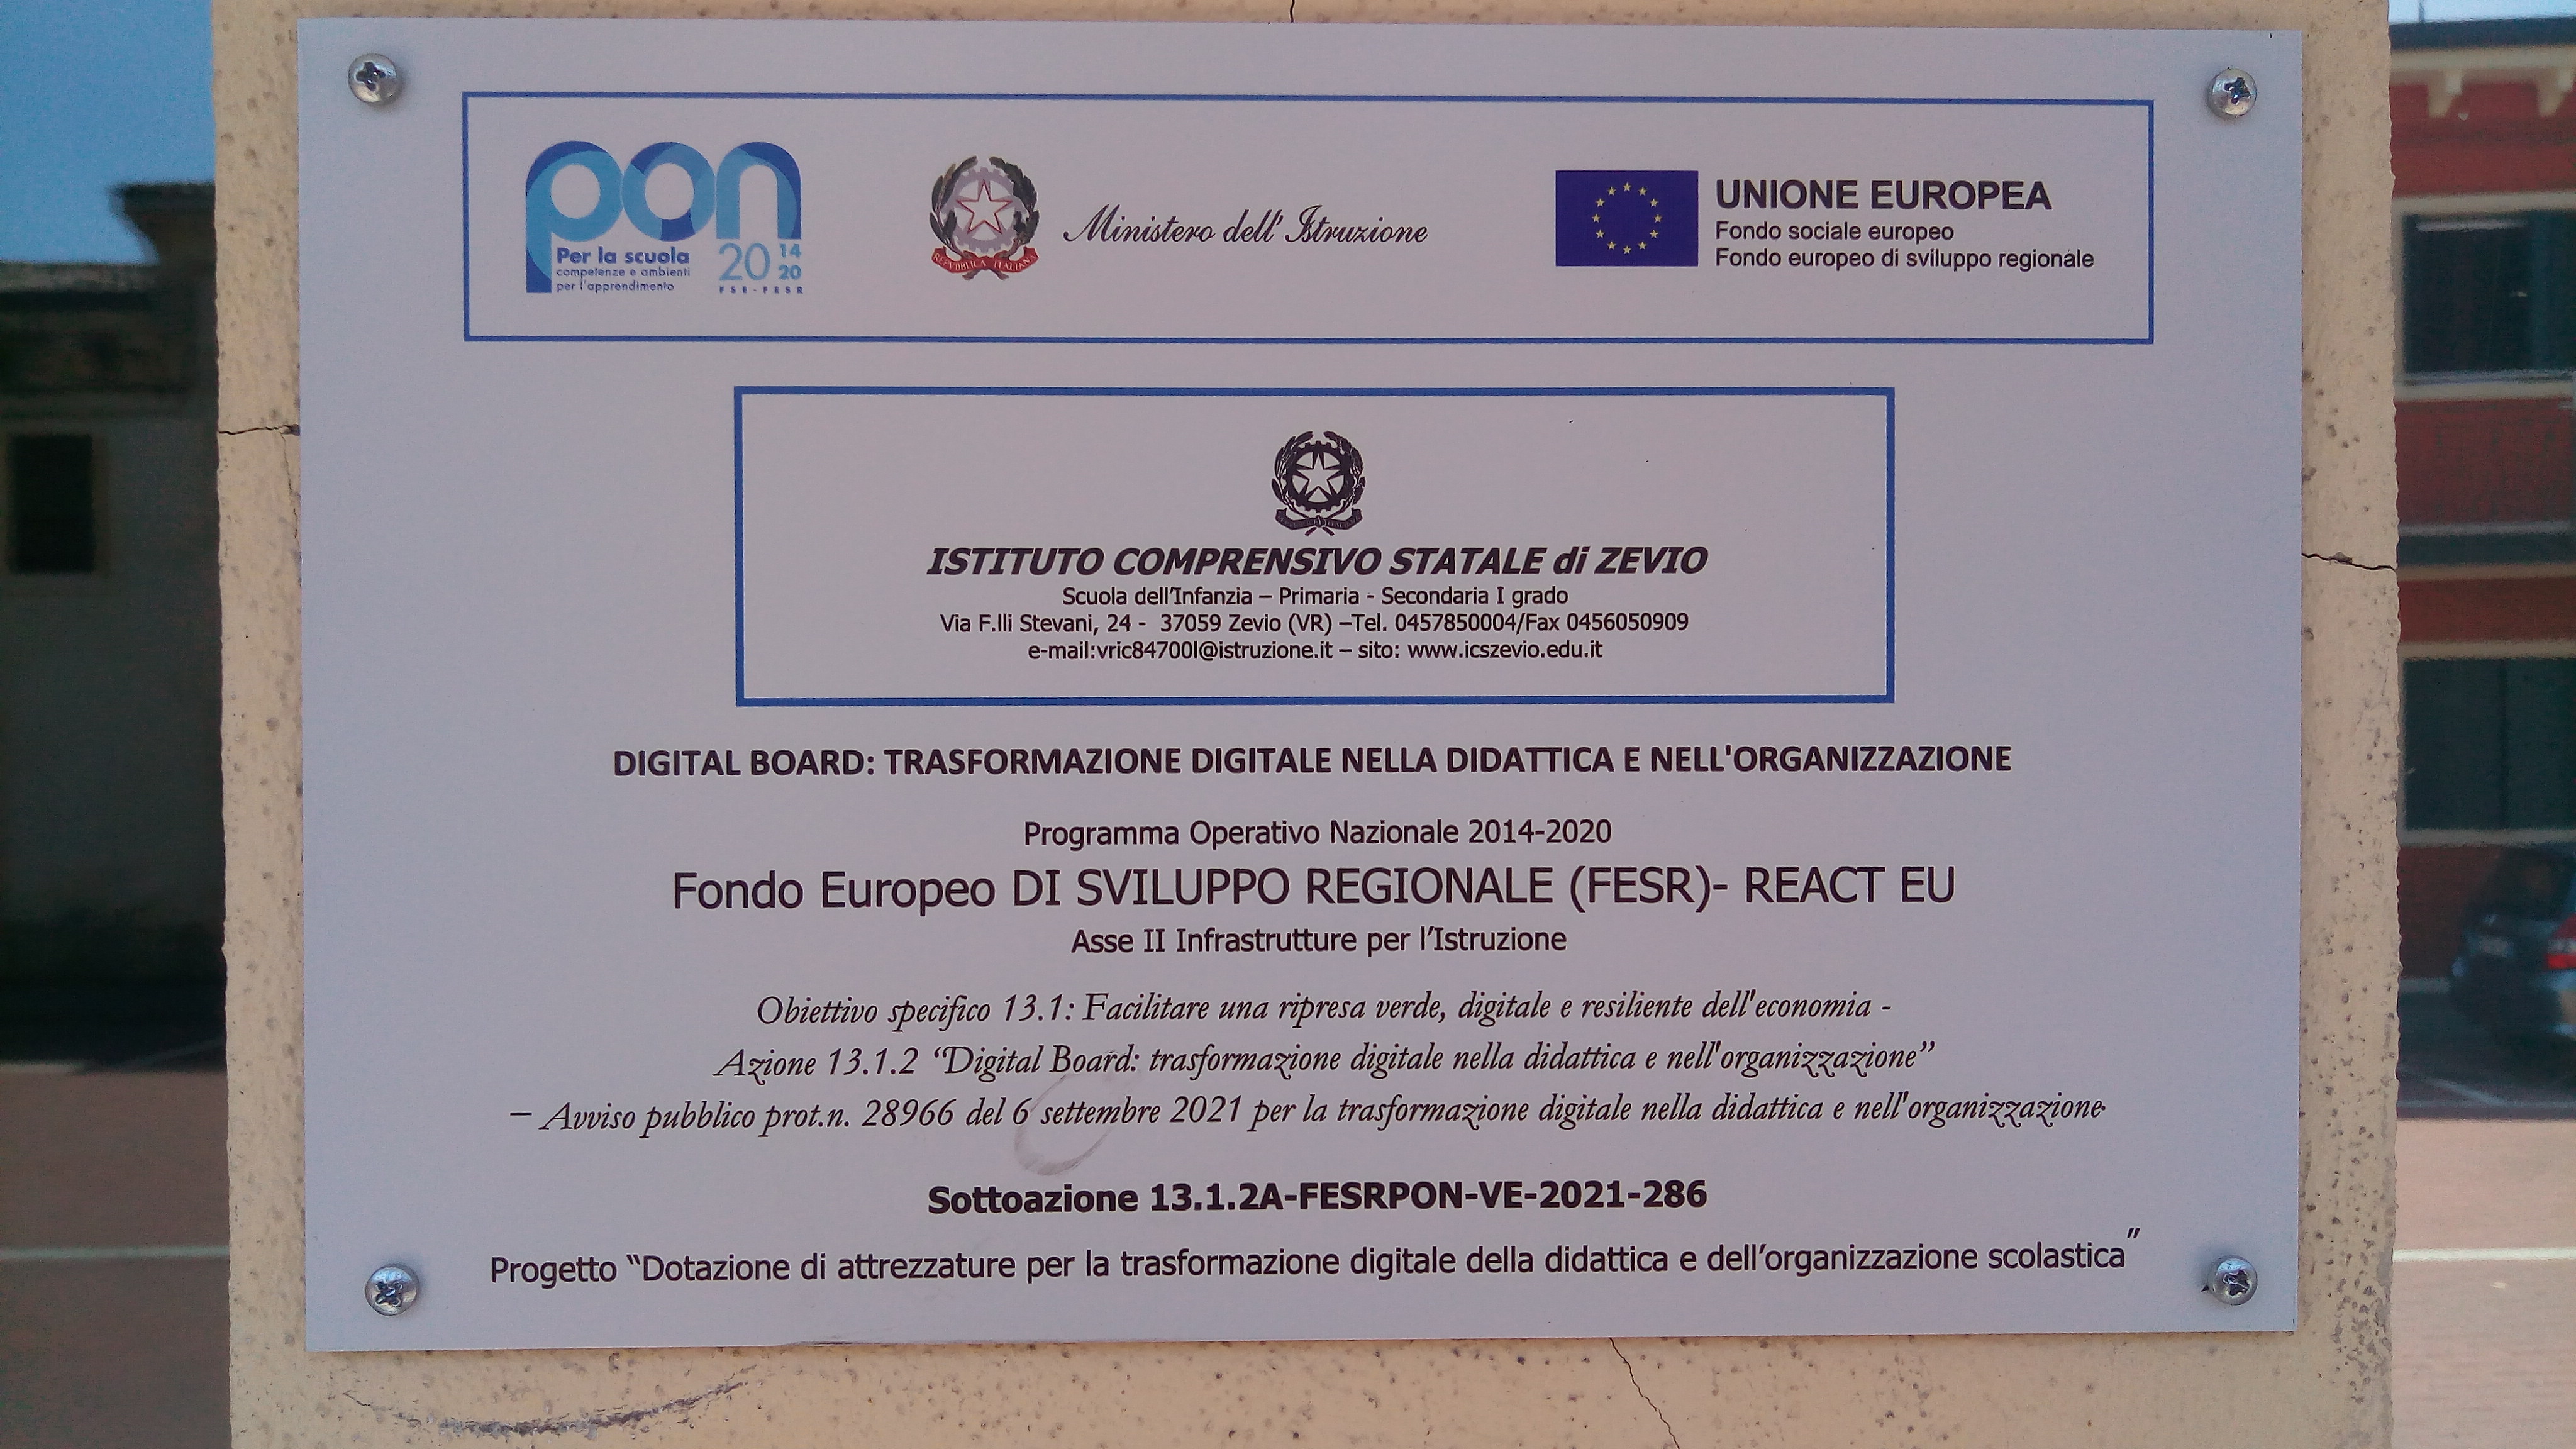 pon
Per la scuola
competenze e ambienti
per l'apprendimento
2014
20
FSE-FESR
REPVBBLICA ITALIANA
Ministero dell'Istruzione
UNIONE EUROPEA
Fondo sociale europeo
Fondo europeo di sviluppo regionale
ISTITUTO COMPRENSIVO STATALE di ZEVIO
Scuola dell'Infanzia – Primaria - Secondaria I grado
Via F.lli Stevani, 24 - 37059 Zevio (VR) –Tel. 0457850004/Fax 0456050909
e-mail:vric84700l@istruzione.it – sito: www.icszevio.edu.it
DIGITAL BOARD: TRASFORMAZIONE DIGITALE NELLA DIDATTICA E NELL'ORGANIZZAZIONE
Programma Operativo Nazionale 2014-2020
Fondo Europeo DI SVILUPPO REGIONALE (FESR)- REACT EU
Asse II Infrastrutture per l'Istruzione
Obiettivo specifico 13.1: Facilitare una ripresa verde, digitale e resiliente dell'economia -
Azione 13.1.2 “Digital Board: trasformazione digitale nella didattica e nell'organizzazione”
– Avviso pubblico prot.n. 28966 del 6 settembre 2021 per la trasformazione digitale nella didattica e nell'organizzazione-
Sottoazione 13.1.2A-FESRPON-VE-2021-286
Progetto “Dotazione di attrezzature per la trasformazione digitale della didattica e dell’organizzazione scolastica”